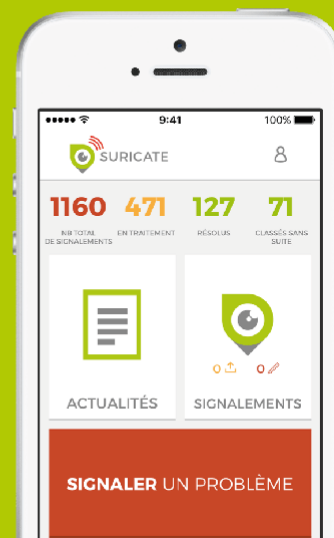 9:41
100%
SURICATE
1160 471 127 71
NB TOTAL DE SIGNALEMENTS
EN TRAITEMENT
RÉSOLUS
CLASSÉS SANS SUITE
0 0
ACTUALITÉS
SIGNALEMENTS
SIGNALER UN PROBLÈME